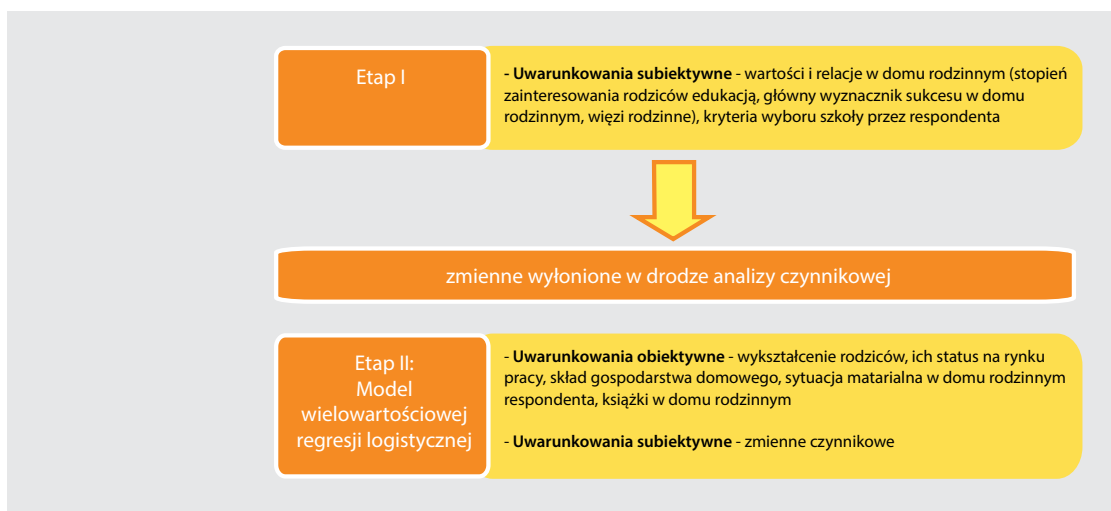 Etap I
- Uwarunkowania subiektywne - wartości i relacje w domu rodzinnym (stopień
zainteresowania rodziców edukacją, główny wyznacznik sukcesu w domu
rodzinnym, więzi rodzinne), kryteria wyboru szkoły przez respondenta
zmienne wyłonione w drodze analizy czynnikowej
Etap II:
Model
wielowartościowej
regresji logistycznej
- Uwarunkowania obiektywne - wykształcenie rodziców, ich status na rynku
pracy, skład gospodarstwa domowego, sytuacja matarialna w domu rodzinnym
respondenta, książki w domu rodzinnym
- Uwarunkowania subiektywne - zmienne czynnikowe